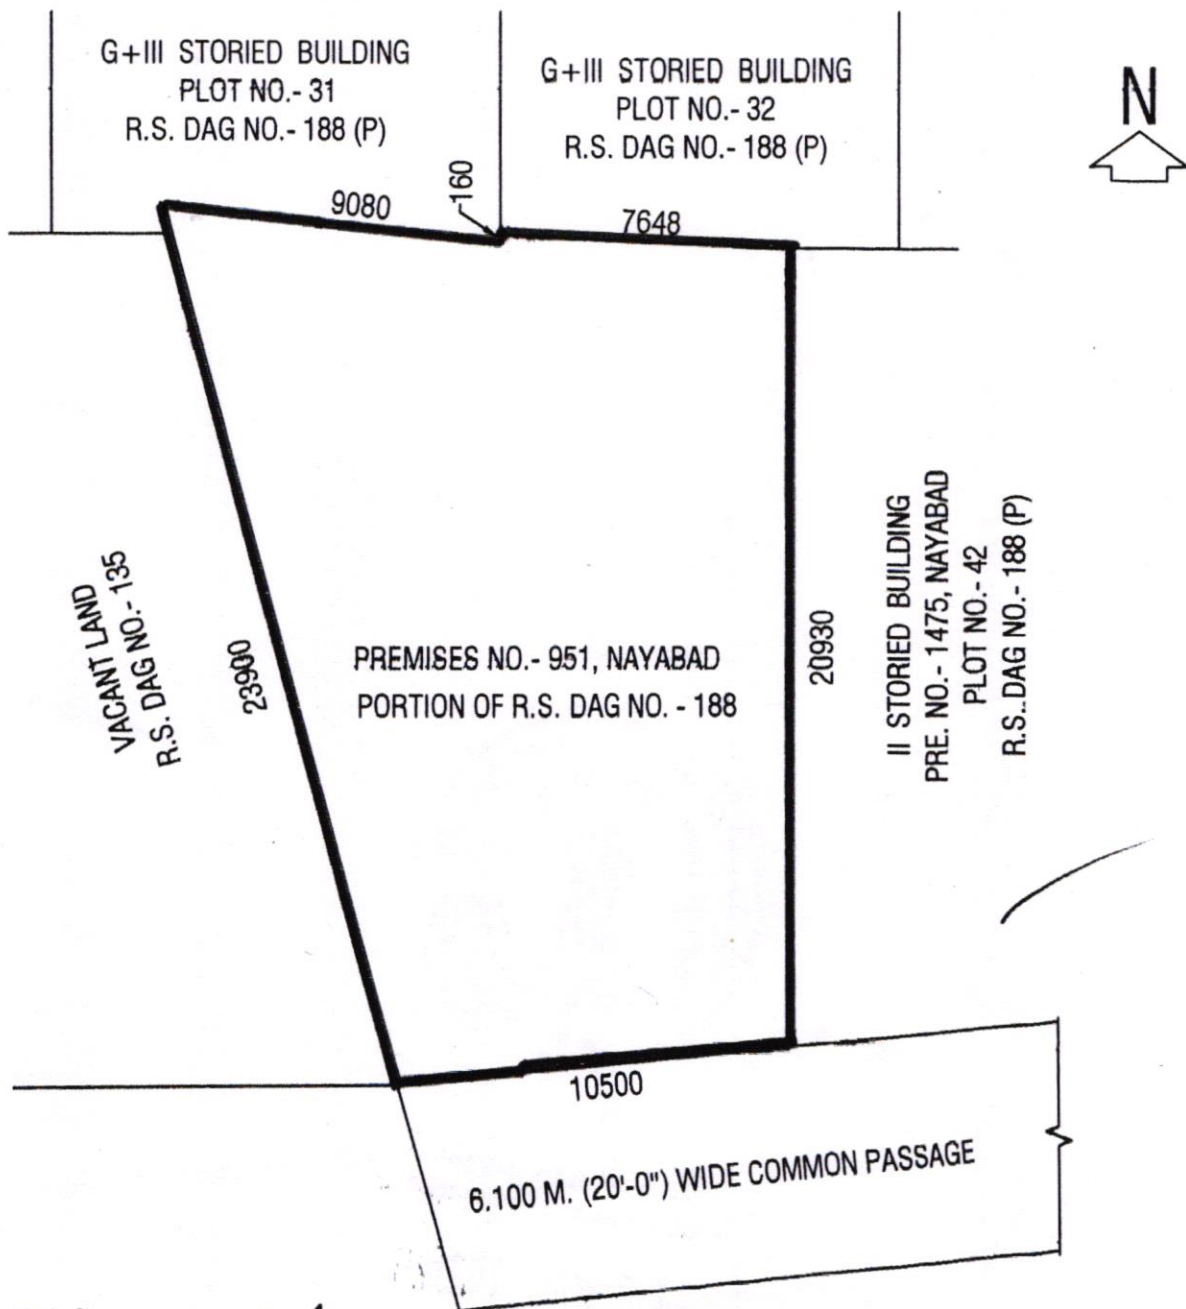 G+III STORIED BUILDING
PLOT NO.- 31
R.S. DAG NO.- 188 (P)
G+III STORIED BUILDING
PLOT NO.- 32
R.S. DAG NO.- 188 (P)
N
9080
160
7648
VACANT LAND
R.S. DAG NO.- 135
23900
PREMISES NO.- 951, NAYABAD
PORTION OF R.S. DAG NO. - 188
20930
II STORIED BUILDING
PRE. NO.- 1475, NAYABAD
PLOT NO.- 42
R.S..DAG NO.- 188 (P)
10500
6.100 M. (20'-0") WIDE COMMON PASSAGE